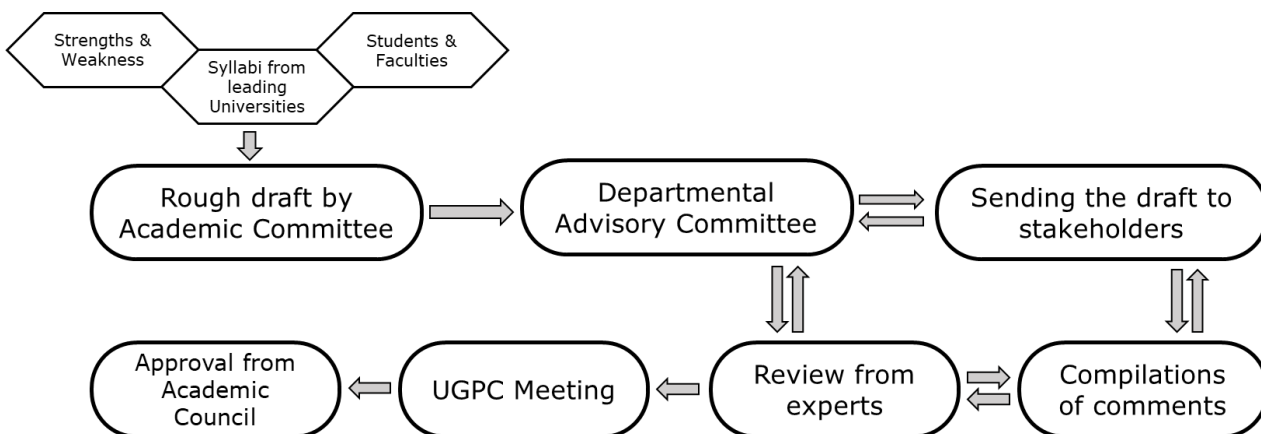 Strengths &
Weakness
Syllabi from
leading
Universities
Students &
Faculties
Rough draft by
Academic Committee
Departmental
Advisory Committee
Sending the draft to
stakeholders
Approval from
Academic
Council
UGPC Meeting
Review from
experts
Compilations
of comments